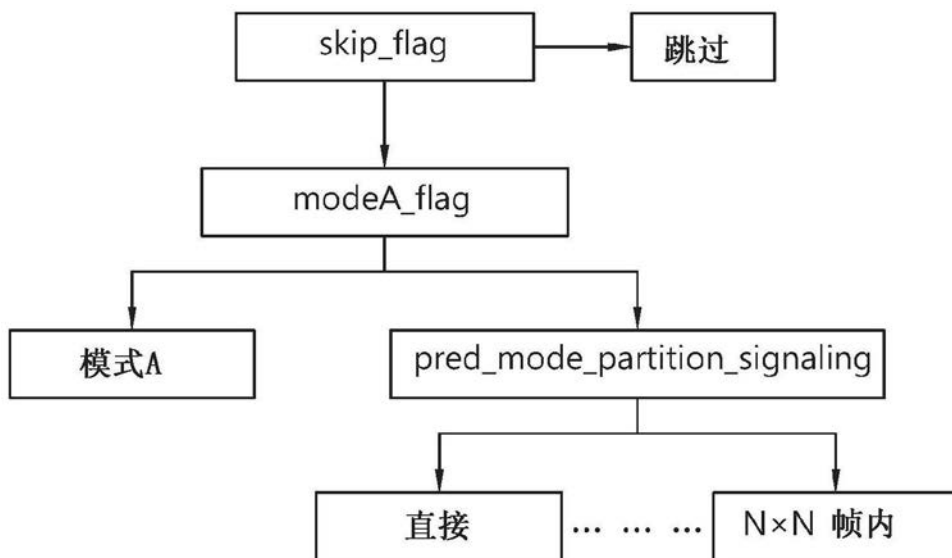 skip_flag
跳过
modeA_flag
模式A
pred_mode_partition_signaling
直接
... ... ...
N×N 帧内